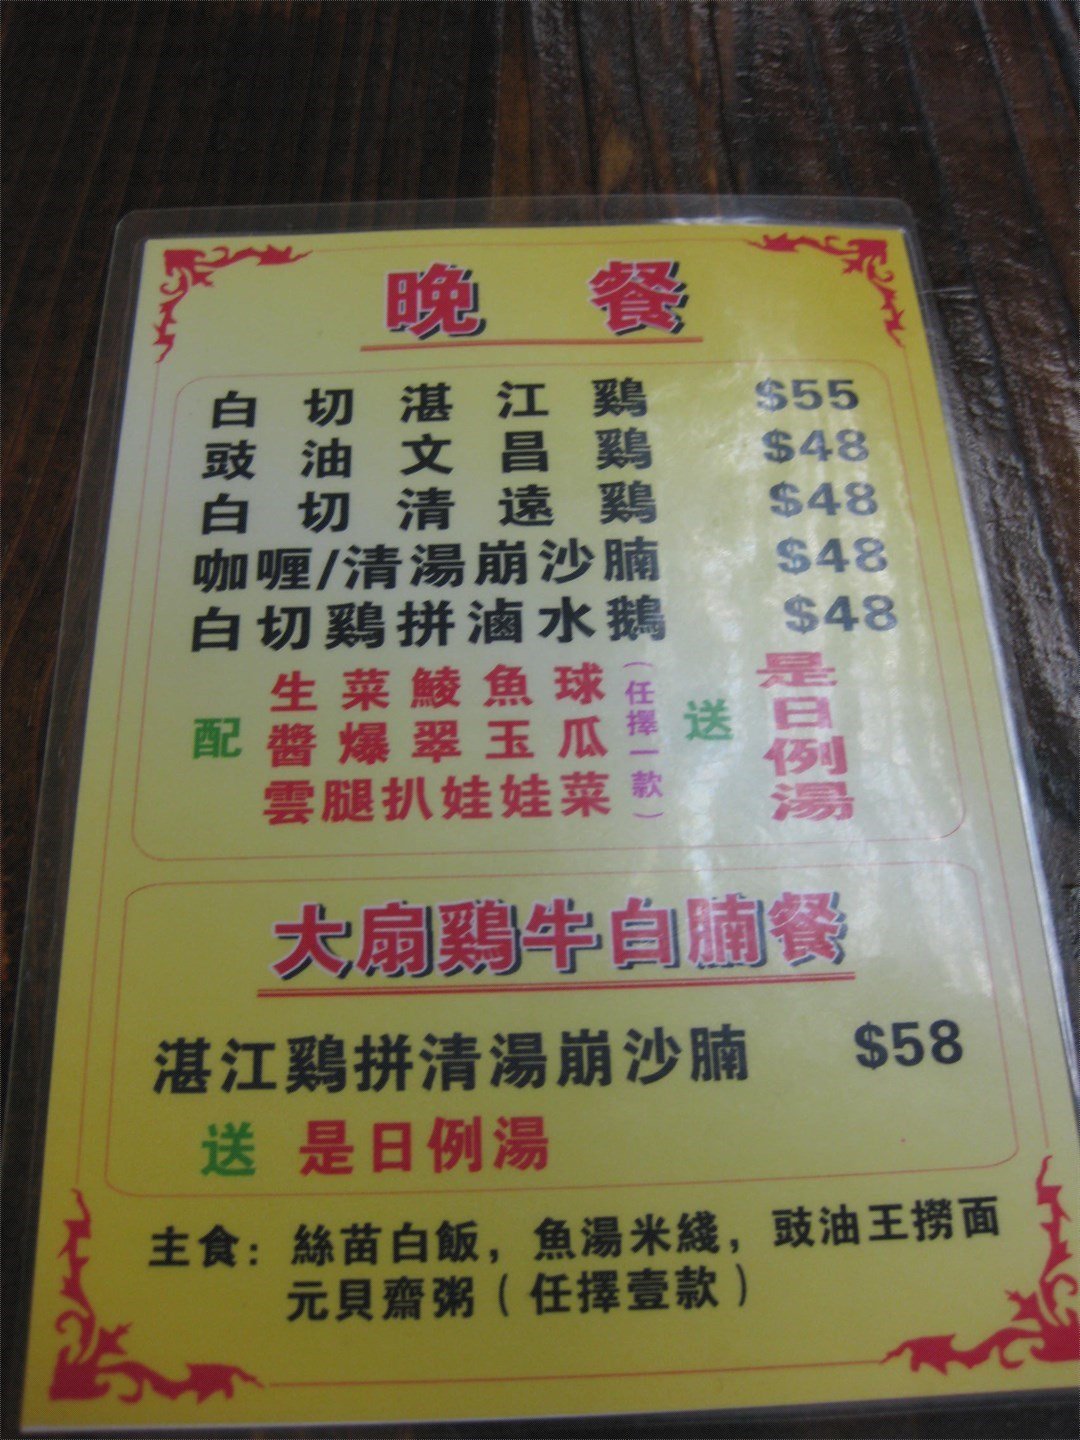 晚餐
白切湛江鷄 $55
豉油文昌鷄 $48
白切清遠鷄 $48
咖喱/清湯崩沙腩 $48
白切鷄拼滷水鵝 $48
配
生菜鯪魚球
醬爆翠玉瓜
雲腿扒娃娃菜
(任擇一款)
送
是日例湯
大扇鷄牛白腩餐
湛江鷄拼清湯崩沙腩 $58
送 是日例湯
主食：絲苗白飯，魚湯米綫，豉油王撈面
元貝齋粥（任擇壹款）